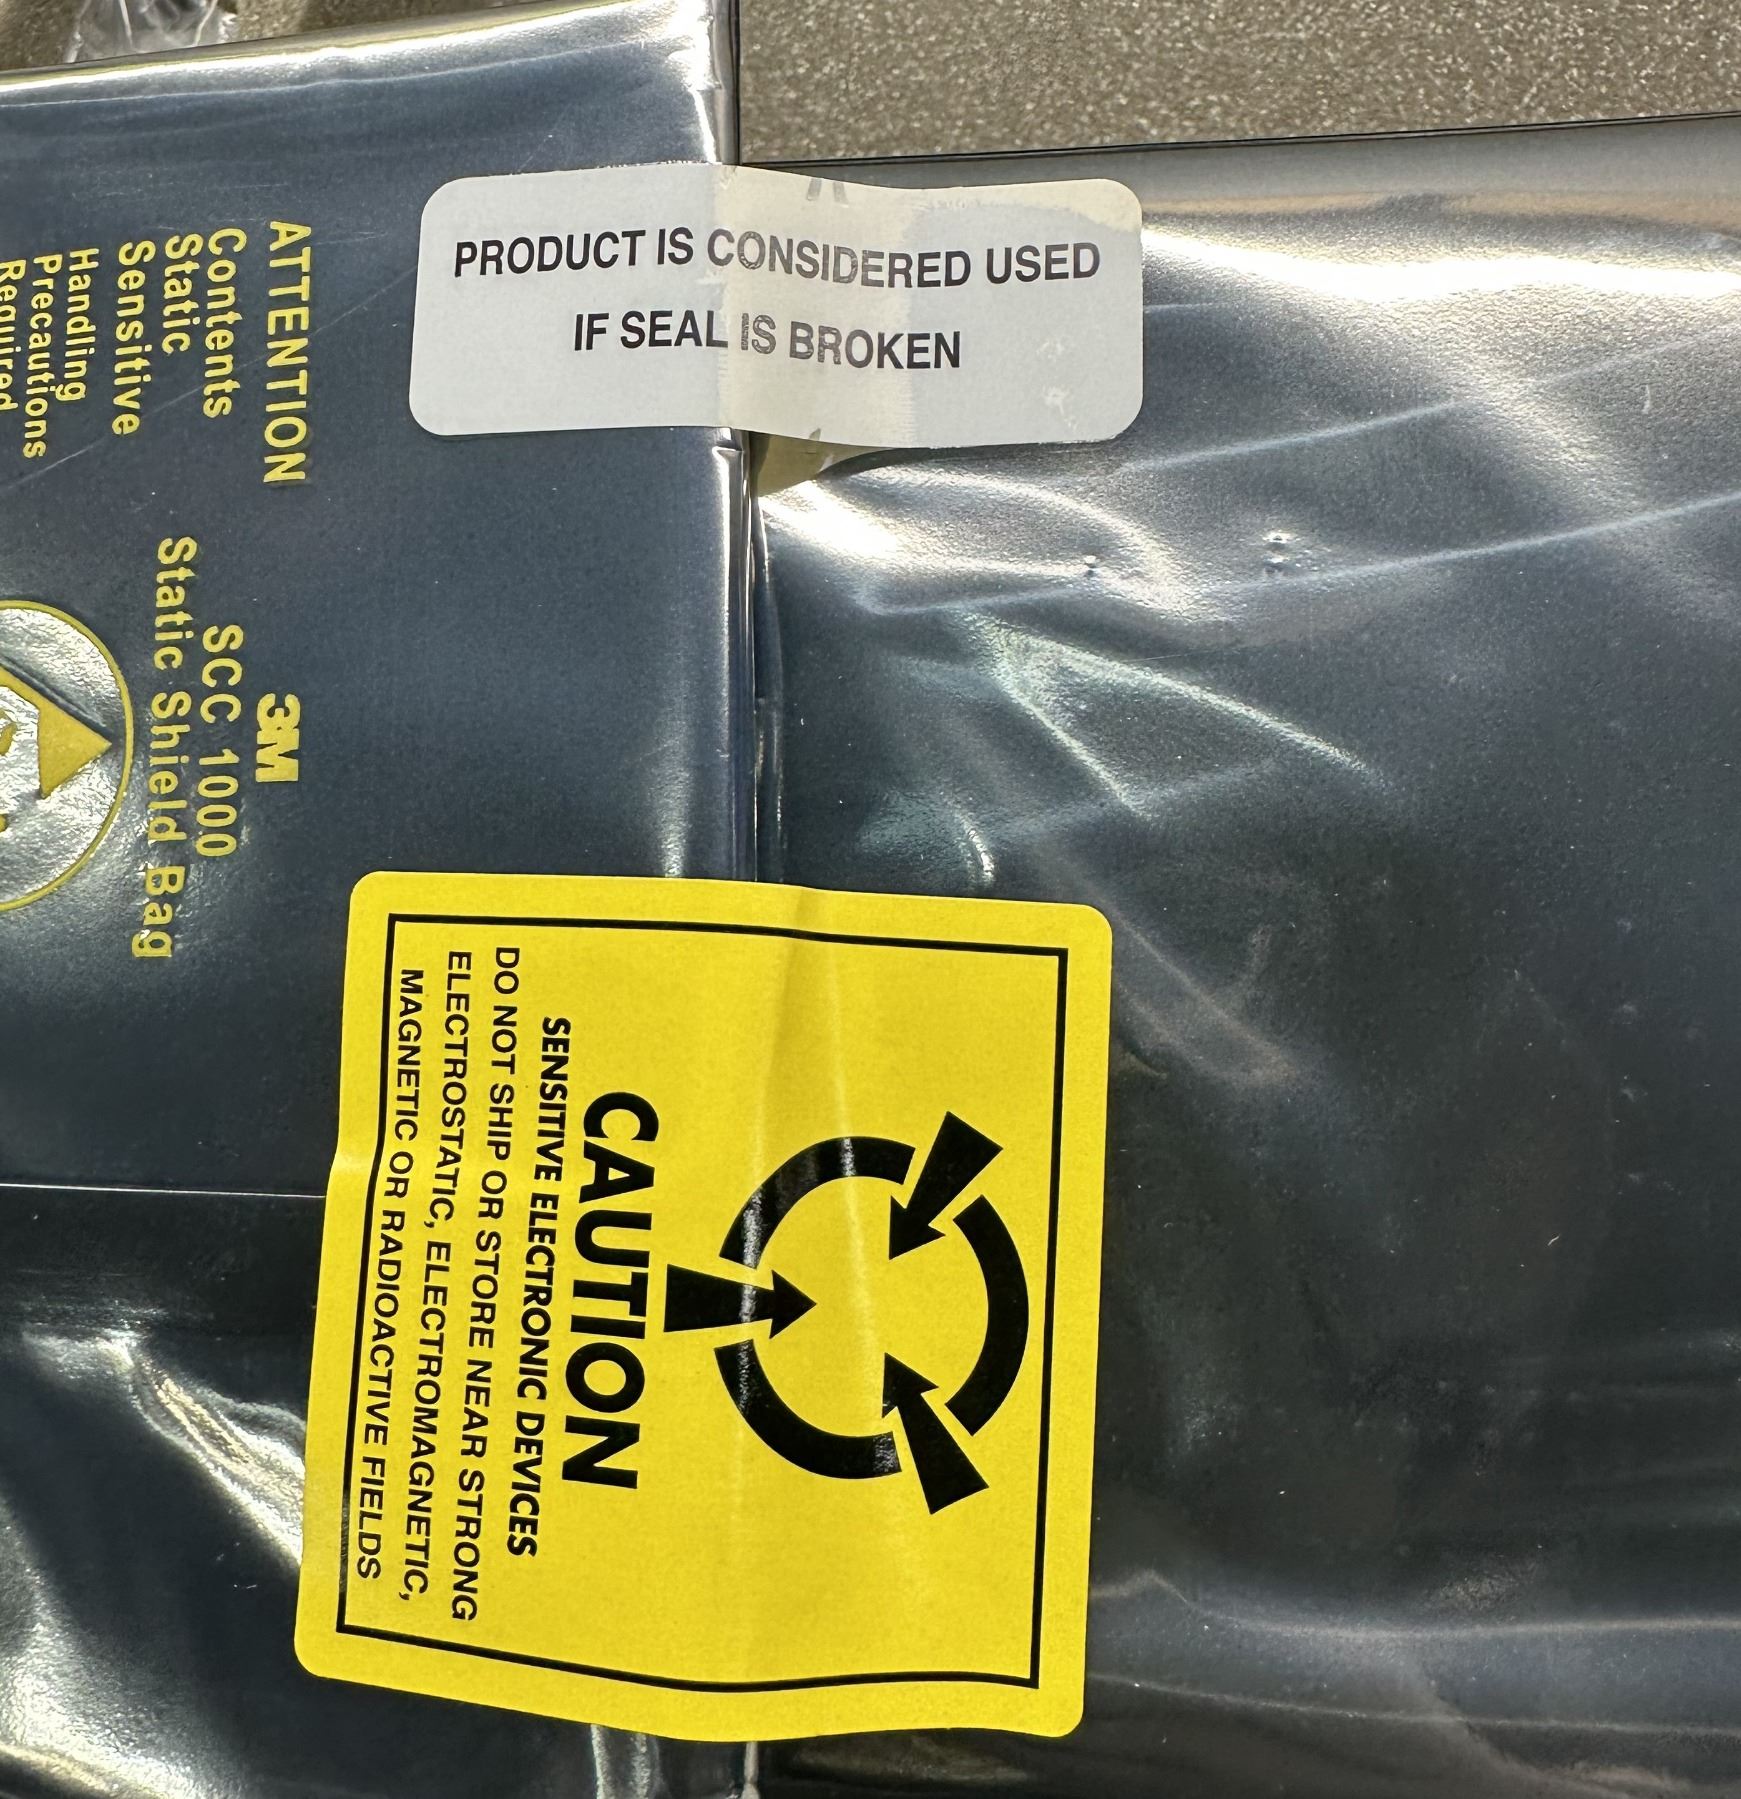 PRODUCT IS CONSIDERED USED
IF SEAL IS BROKEN
ATTENTION
Contents
Static
Sensitive
Handling
Precautions
Required
3M
SCC 1000
Static Shield Bag
CAUTION
SENSITIVE ELECTRONIC DEVICES
DO NOT SHIP OR STORE NEAR STRONG
ELECTROSTATIC, ELECTROMAGNETIC,
MAGNETIC OR RADIOACTIVE FIELDS